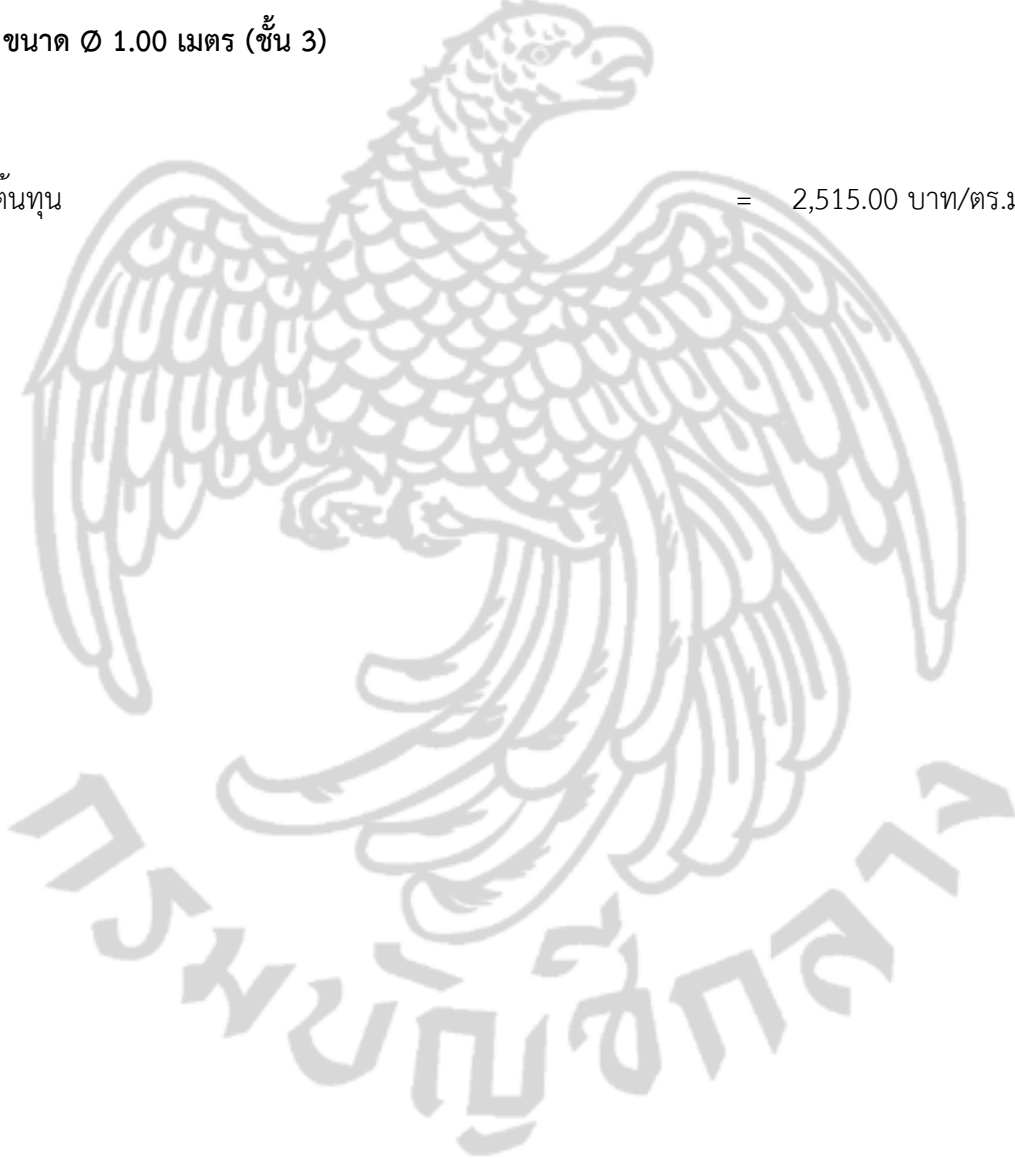 ขนาด Ø 1.00 เมตร (ชั้น 3)
ต้นทุน = 2,515.00 บาท/ตร.ม
กรมบัญชีกลาง